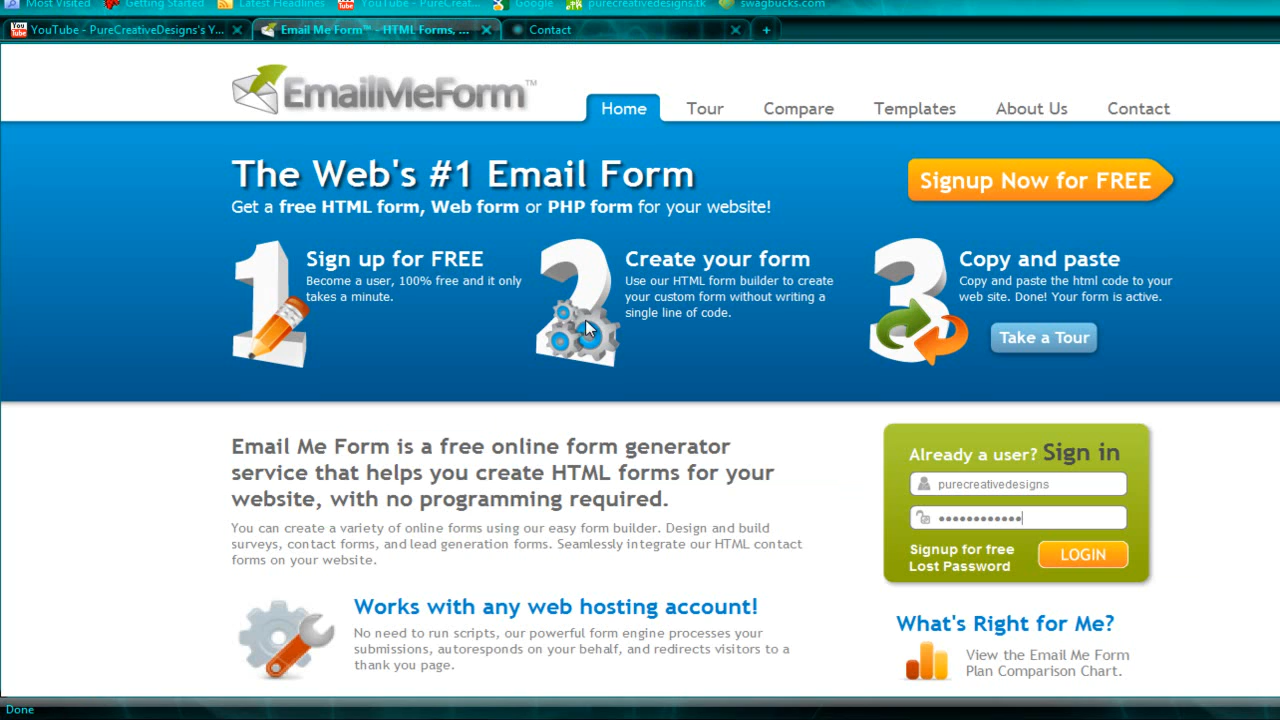 Most Visited Getting Started Latest Headlines YouTube - PureCreat... Google purecreativedesigns.tk swagbucks.com
YouTube - PureCreativeDesigns's Y... Email Me Form™ - HTML Forms, ... Contact
EmailMeForm™
Home Tour Compare Templates About Us Contact
The Web's #1 Email Form
Get a free HTML form, Web form or PHP form for your website!
Signup Now for FREE
1
Sign up for FREE
Become a user, 100% free and it only
takes a minute.
2
Create your form
Use our HTML form builder to create
your custom form without writing a
single line of code.
3
Copy and paste
Copy and paste the html code to your
web site. Done! Your form is active.
Take a Tour
Email Me Form is a free online form generator
service that helps you create HTML forms for your
website, with no programming required.
You can create a variety of online forms using our easy form builder. Design and build
surveys, contact forms, and lead generation forms. Seamlessly integrate our HTML contact
forms on your website.
Already a user? Sign in
purecreativedesigns
••••••••••••
Signup for free
Lost Password
LOGIN
Works with any web hosting account!
No need to run scripts, our powerful form engine processes your
submissions, autoresponds on your behalf, and redirects visitors to a
thank you page.
What's Right for Me?
View the Email Me Form
Plan Comparison Chart.
Done